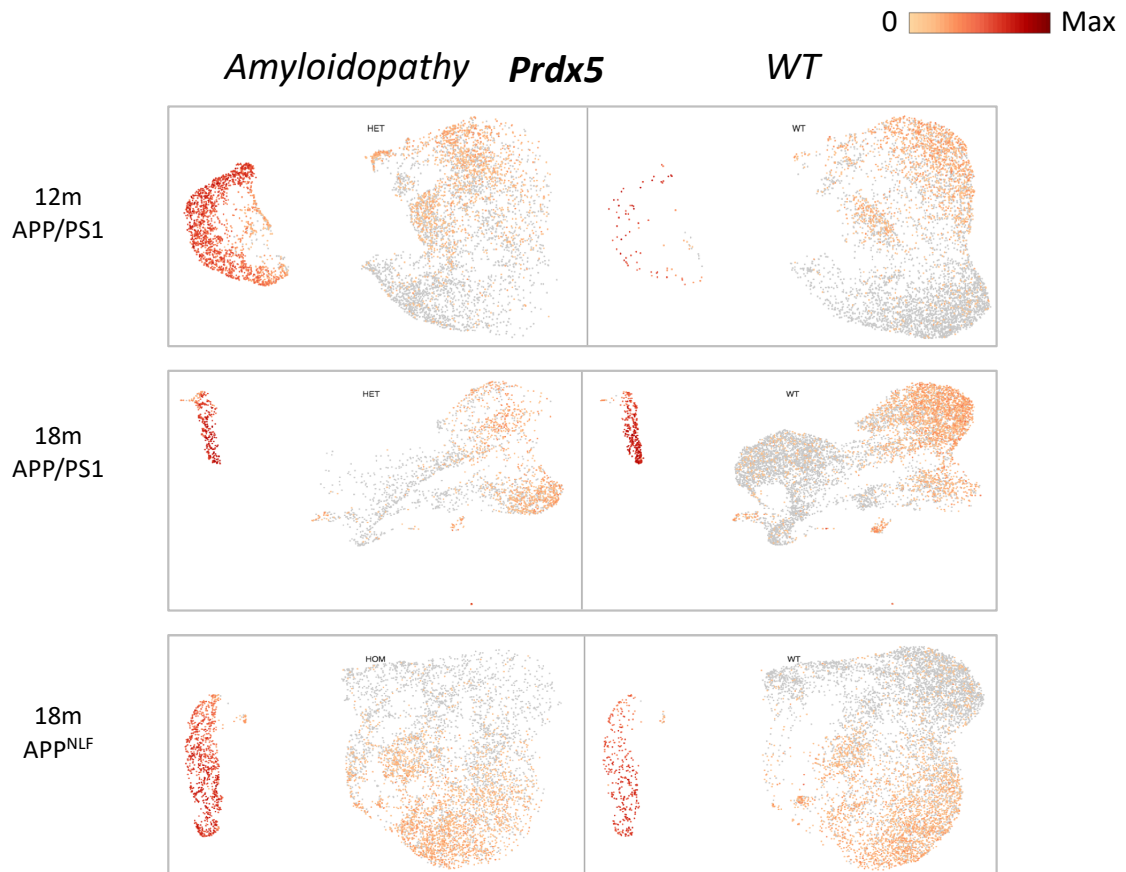 0 Max
Amyloidopathy Prdx5 WT
HET WT
12m
APP/PS1
HET WT
18m
APP/PS1
HOM WT
18m
APP^NLF